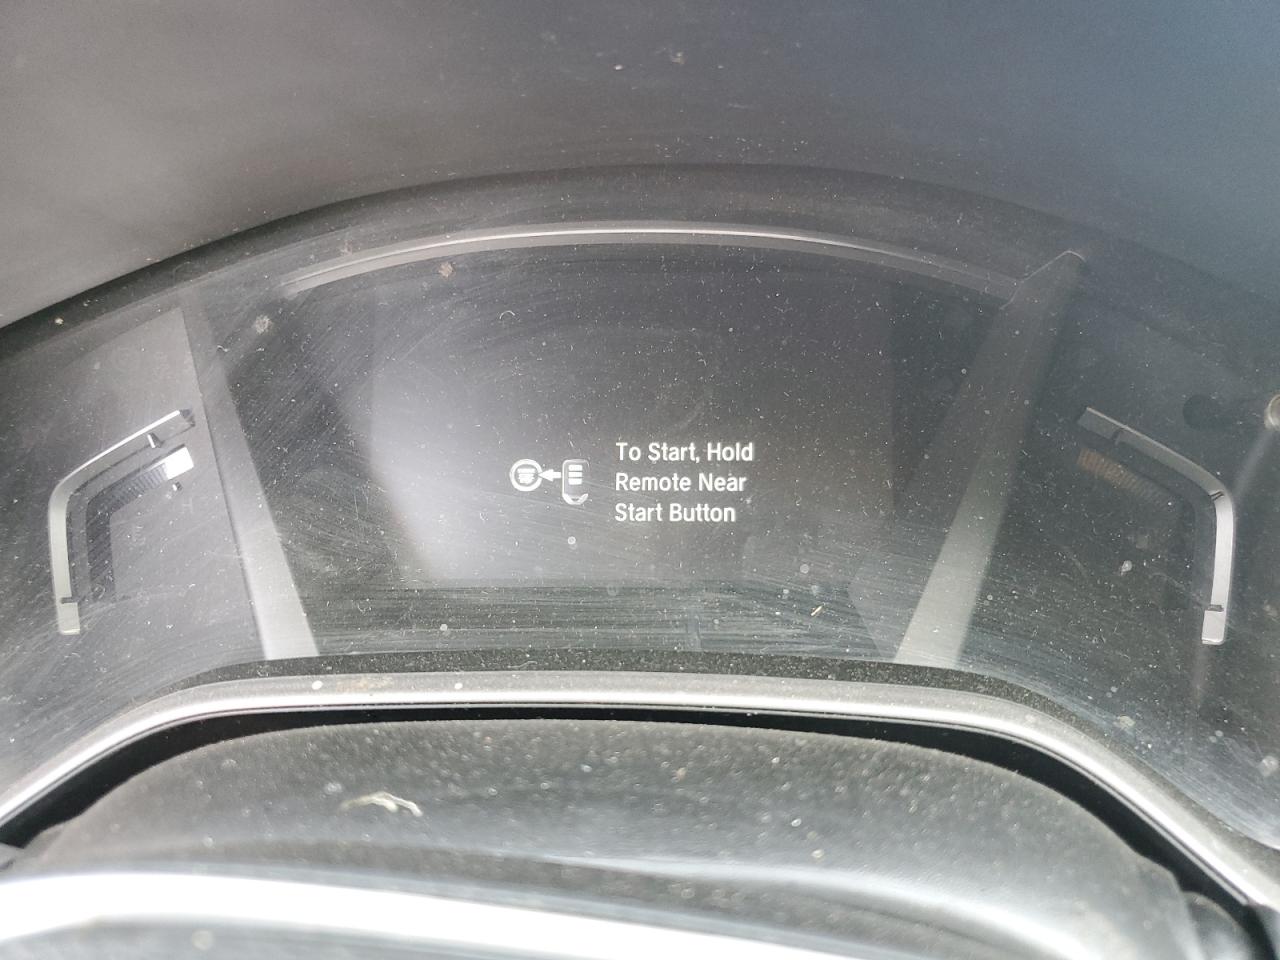 To Start, Hold
Remote Near
Start Button